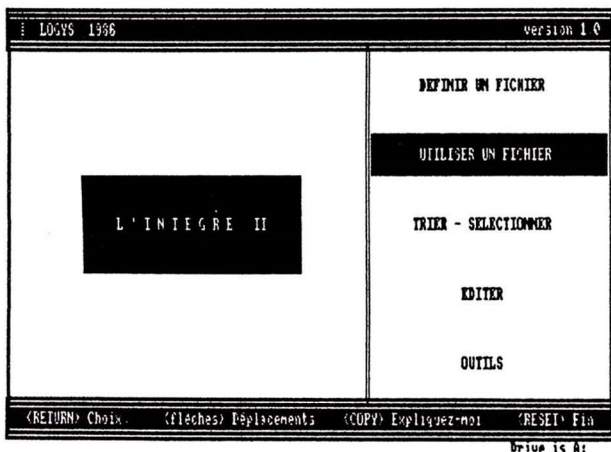 LOGYS 1986 version 1.0
DEFINIR UN FICHIER
UTILISER UN FICHIER
L'INTEGRE II
TRIER - SELECTIONNER
EDITER
OUTILS
<RETURN> Choix. <flèches> Déplacements <COPY> Expliquez-moi <RESET> Fin
Drive is A: